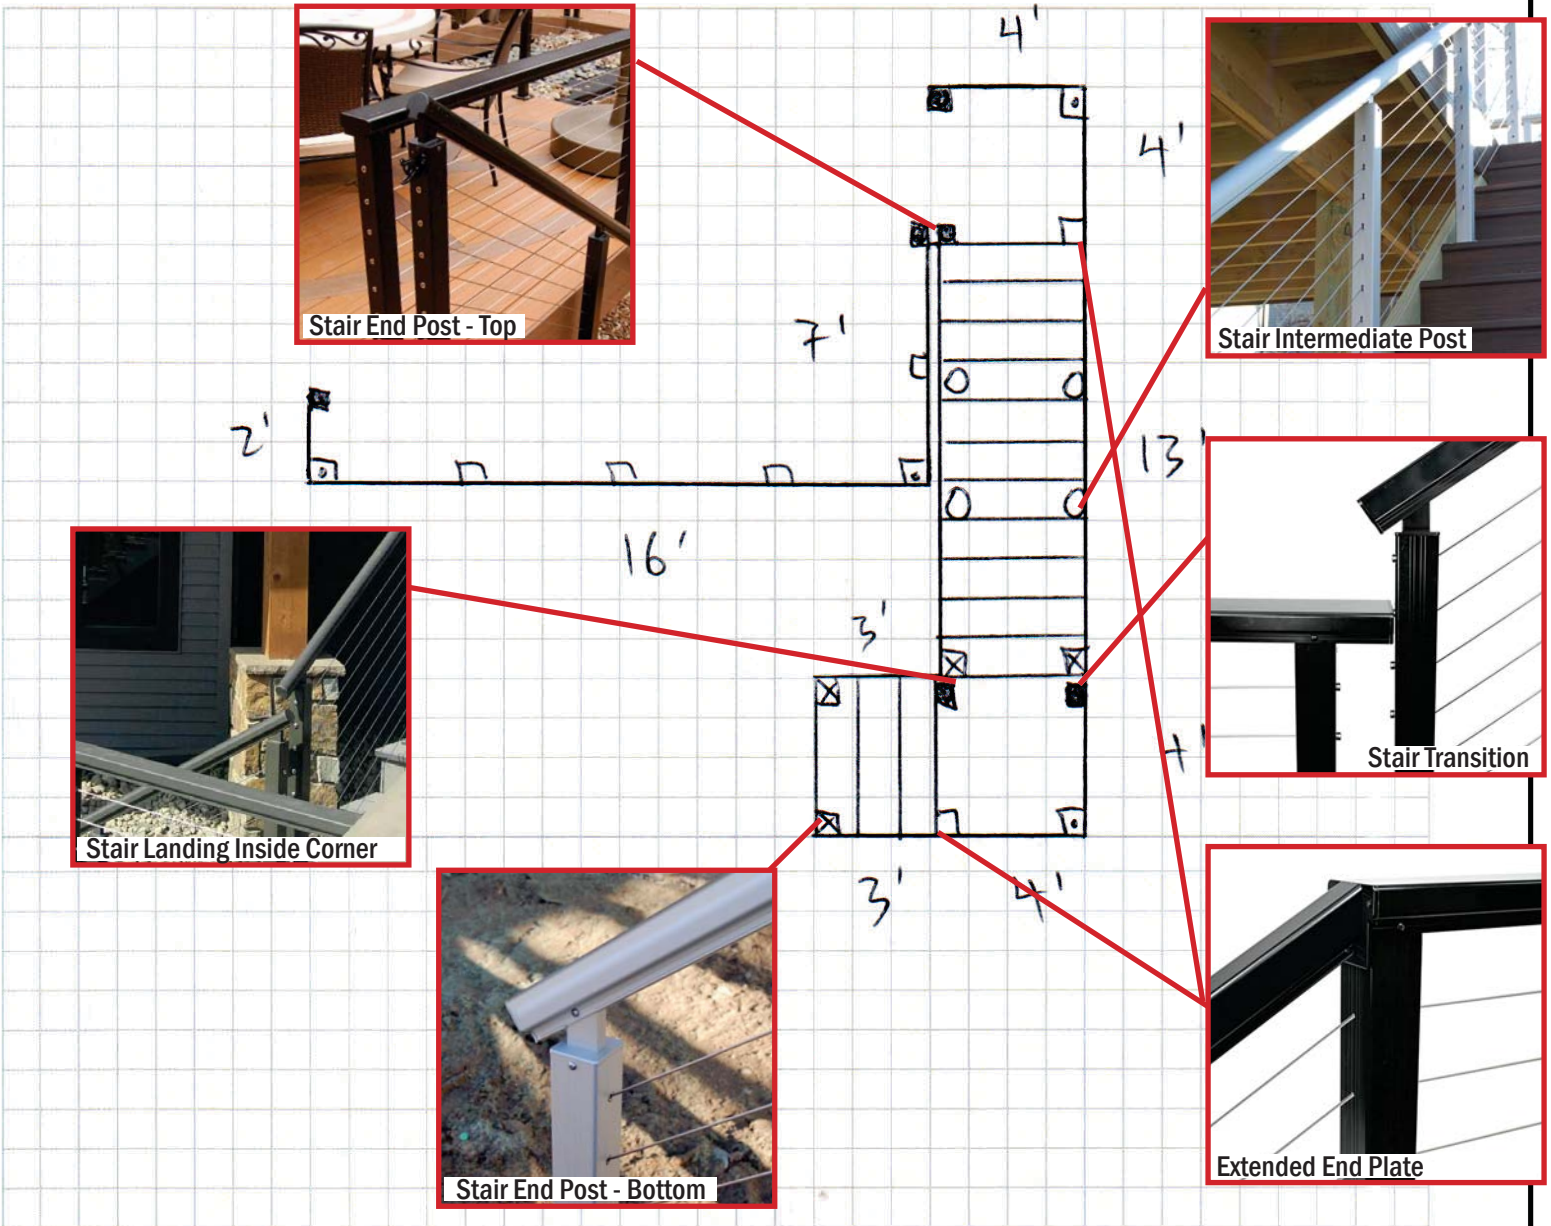 4'
4'
Stair End Post - Top
Stair Intermediate Post
7'
2'
13'
16'
3'
Stair Transition
Stair Landing Inside Corner
3'
4'
Extended End Plate
Stair End Post - Bottom